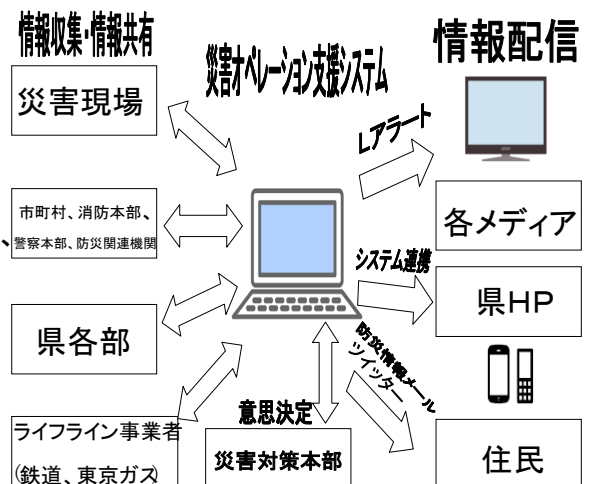 情報収集・情報共有
災害オペレーション支援システム
情報配信
災害現場
Lアラート
市町村、消防本部、
、警察本部、防災関連機関
各メディア
システム連携
県HP
県各部
防災情報メール
ツイッター
意思決定
ライフライン事業者
(鉄道、東京ガス)
災害対策本部
住民